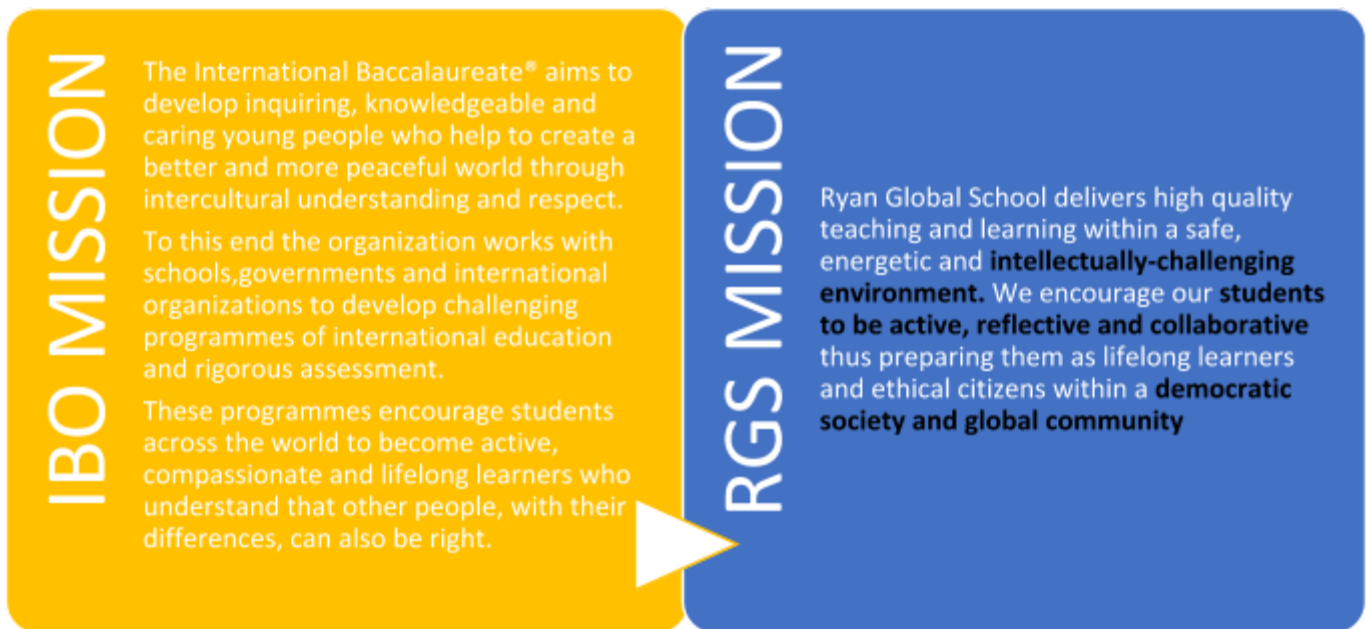 IBO MISSION
The International Baccalaureate® aims to
develop inquiring, knowledgeable and
caring young people who help to create a
better and more peaceful world through
intercultural understanding and respect.
To this end the organization works with
schools,governments and international
organizations to develop challenging
programmes of international education
and rigorous assessment.
These programmes encourage students
across the world to become active,
compassionate and lifelong learners who
understand that other people, with their
differences, can also be right.
RGS MISSION
Ryan Global School delivers high quality
teaching and learning within a safe,
energetic and intellectually-challenging
environment. We encourage our students
to be active, reflective and collaborative
thus preparing them as lifelong learners
and ethical citizens within a democratic
society and global community